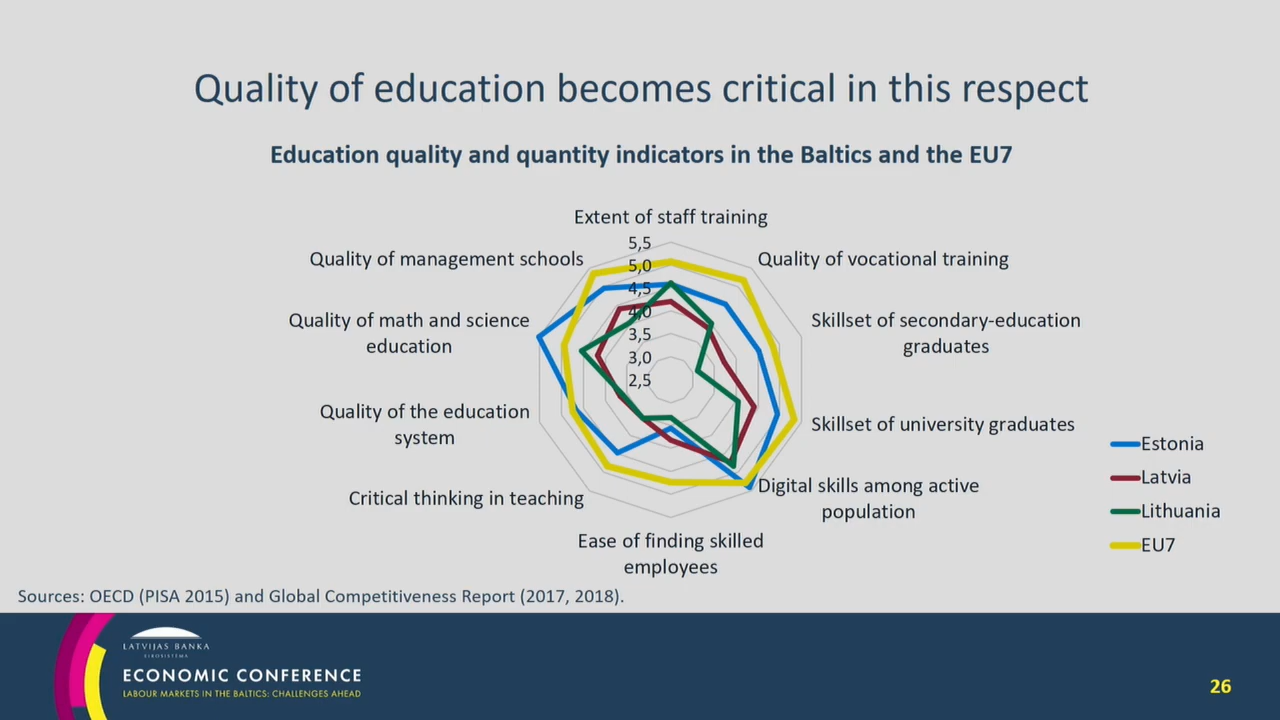 Quality of education becomes critical in this respect
Education quality and quantity indicators in the Baltics and the EU7
Extent of staff training
Quality of management schools
Quality of vocational training
5,5
5,0
4,5
4,0
3,5
3,0
2,5
Quality of math and science
education
Skillset of secondary-education
graduates
Quality of the education
system
Skillset of university graduates
Critical thinking in teaching
Digital skills among active
population
Ease of finding skilled
employees
Estonia
Latvia
Lithuania
EU7
Sources: OECD (PISA 2015) and Global Competitiveness Report (2017, 2018).
LATVIJAS BANKA
EIROSISTĒMA
ECONOMIC CONFERENCE
LABOUR MARKETS IN THE BALTICS: CHALLENGES AHEAD
26